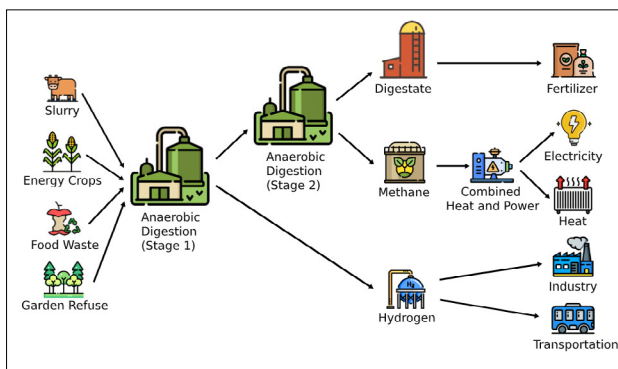 Slurry
Energy Crops
Food Waste
Garden Refuse
Anaerobic
Digestion
(Stage 1)
Anaerobic
Digestion
(Stage 2)
Digestate
Methane
H₂
Hydrogen
Combined
Heat and Power
Fertilizer
Electricity
Heat
Industry
Transportation